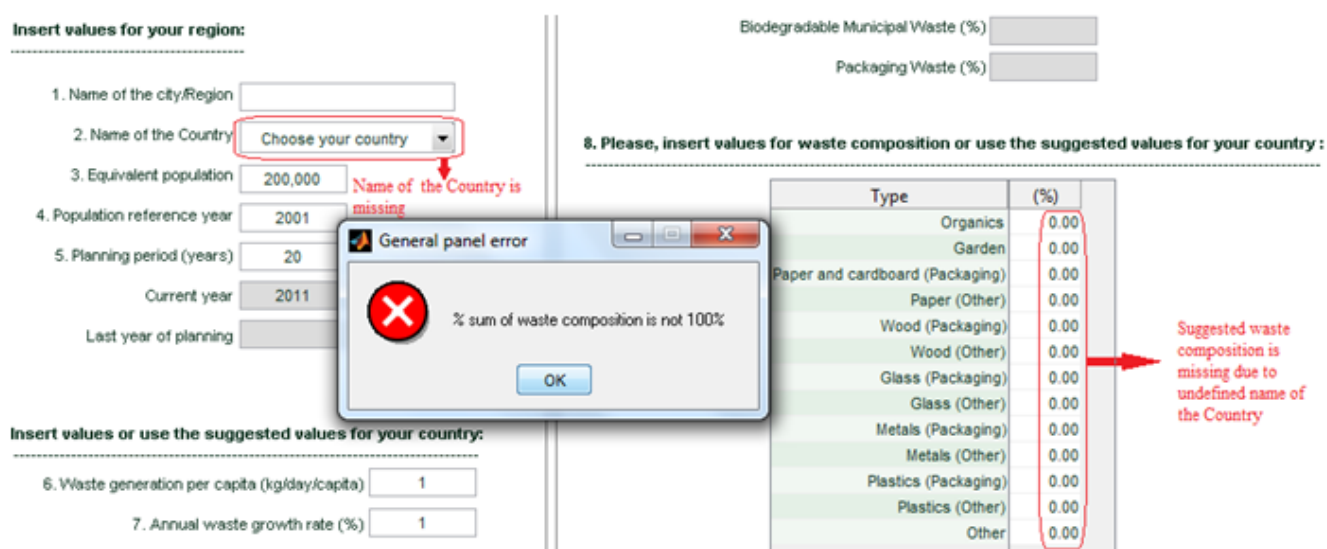 Insert values for your region:
1. Name of the city/Region
2. Name of the Country
Choose your country
3. Equivalent population
200,000
Name of the Country is
missing
4. Population reference year
2001
5. Planning period (years)
20
Current year
2011
Last year of planning
Insert values or use the suggested values for your country:
6. Waste generation per capita (kg/day/capita)
1
7. Annual waste growth rate (%)
1
General panel error
% sum of waste composition is not 100%
OK
Biodegradable Municipal Waste (%)
Packaging Waste (%)
8. Please, insert values for waste composition or use the suggested values for your country :
Type (%)
Organics 0.00
Garden 0.00
Paper and cardboard (Packaging) 0.00
Paper (Other) 0.00
Wood (Packaging) 0.00
Wood (Other) 0.00
Glass (Packaging) 0.00
Glass (Other) 0.00
Metals (Packaging) 0.00
Metals (Other) 0.00
Plastics (Packaging) 0.00
Plastics (Other) 0.00
Other 0.00
Suggested waste
composition is
missing due to
undefined name of
the Country